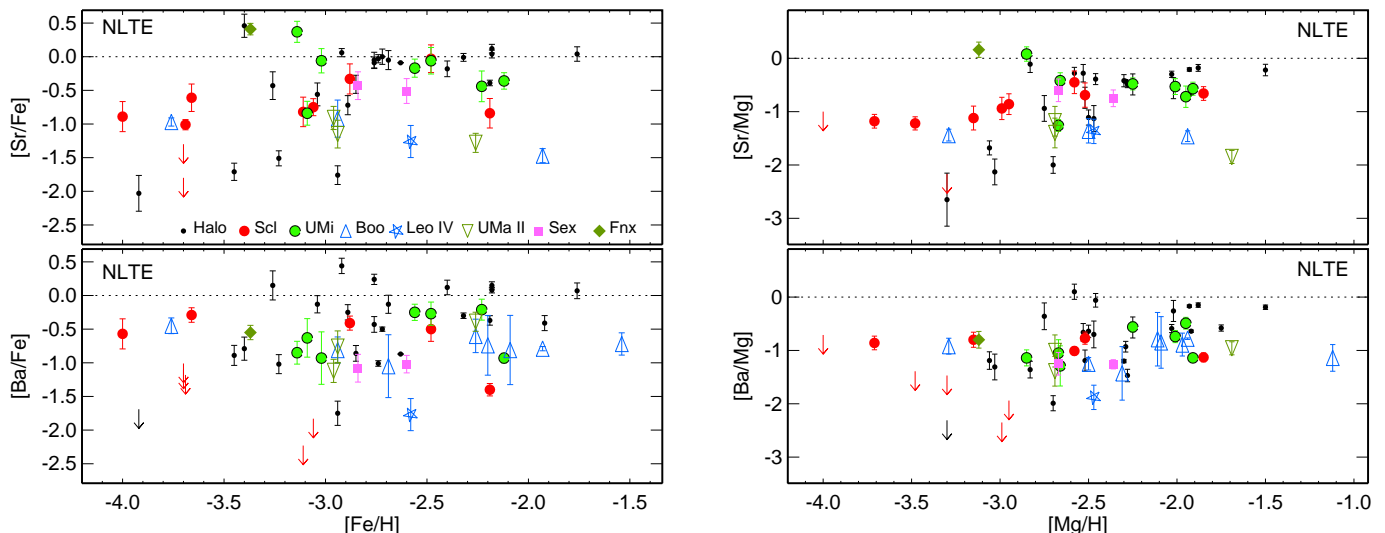 NLTE
0.5
0.0
-0.5
-1.0
-1.5
-2.0
-2.5
[Sr/Fe]
Halo Scl UMi Boo Leo IV UMa II Sex Fnx
NLTE
0.5
0.0
-0.5
-1.0
-1.5
-2.0
-2.5
[Ba/Fe]
-4.0 -3.5 -3.0 -2.5 -2.0 -1.5
[Fe/H]
NLTE
0
-1
-2
-3
[Sr/Mg]
NLTE
0
-1
-2
-3
[Ba/Mg]
-4.0 -3.5 -3.0 -2.5 -2.0 -1.5 -1.0
[Mg/H]